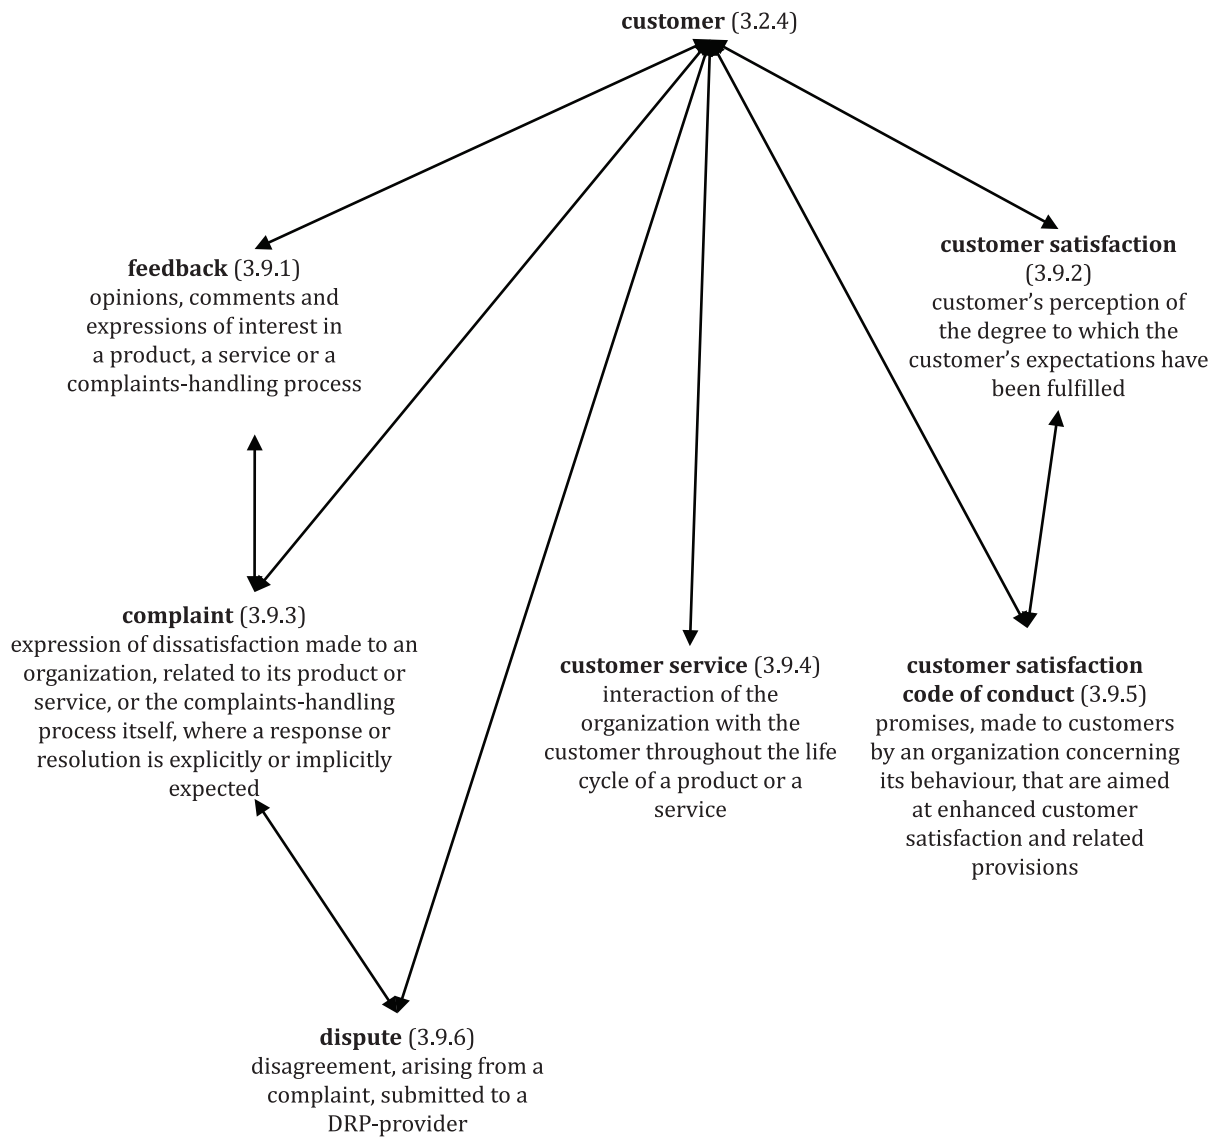 customer (3.2.4)
feedback (3.9.1)
opinions, comments and
expressions of interest in
a product, a service or a
complaints-handling process
customer satisfaction
(3.9.2)
customer’s perception of
the degree to which the
customer’s expectations have
been fulfilled
complaint (3.9.3)
expression of dissatisfaction made to an
organization, related to its product or
service, or the complaints-handling
process itself, where a response or
resolution is explicitly or implicitly
expected
customer service (3.9.4)
interaction of the
organization with the
customer throughout the life
cycle of a product or a
service
customer satisfaction
code of conduct (3.9.5)
promises, made to customers
by an organization concerning
its behaviour, that are aimed
at enhanced customer
satisfaction and related
provisions
dispute (3.9.6)
disagreement, arising from a
complaint, submitted to a
DRP-provider